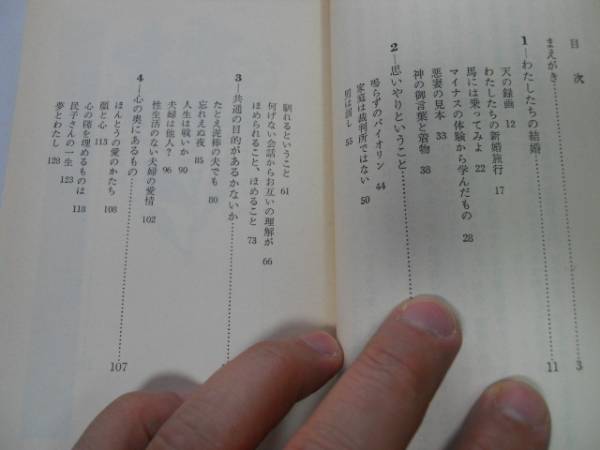 目次
まえがき……3
1―わたしたちの結婚……11
天の録画 12
わたしたちの新婚旅行 17
馬には乗ってみよ 22
マイナスの体験から学んだもの 28
悪妻の見本 33
神の御言葉と着物 38
2―思いやりということ……
鳴らずのバイオリン 44
家庭は裁判所ではない 50
男は淋し 55
馴れるということ 61
何げない会話からお互いの理解が 66
ほめられること、ほめること 73
3―共通の目的があるかないか……
たとえ泥棒の夫でも 80
忘れえぬ夜 85
人生は戦いか 90
夫婦は他人? 96
性生活のない夫婦の愛情 102
4―心の奥にあるもの……107
ほんとうの愛のかたち 108
顔と心 113
心の隙を埋めるものは 118
民子さんの一生 123
夢とわたし 128